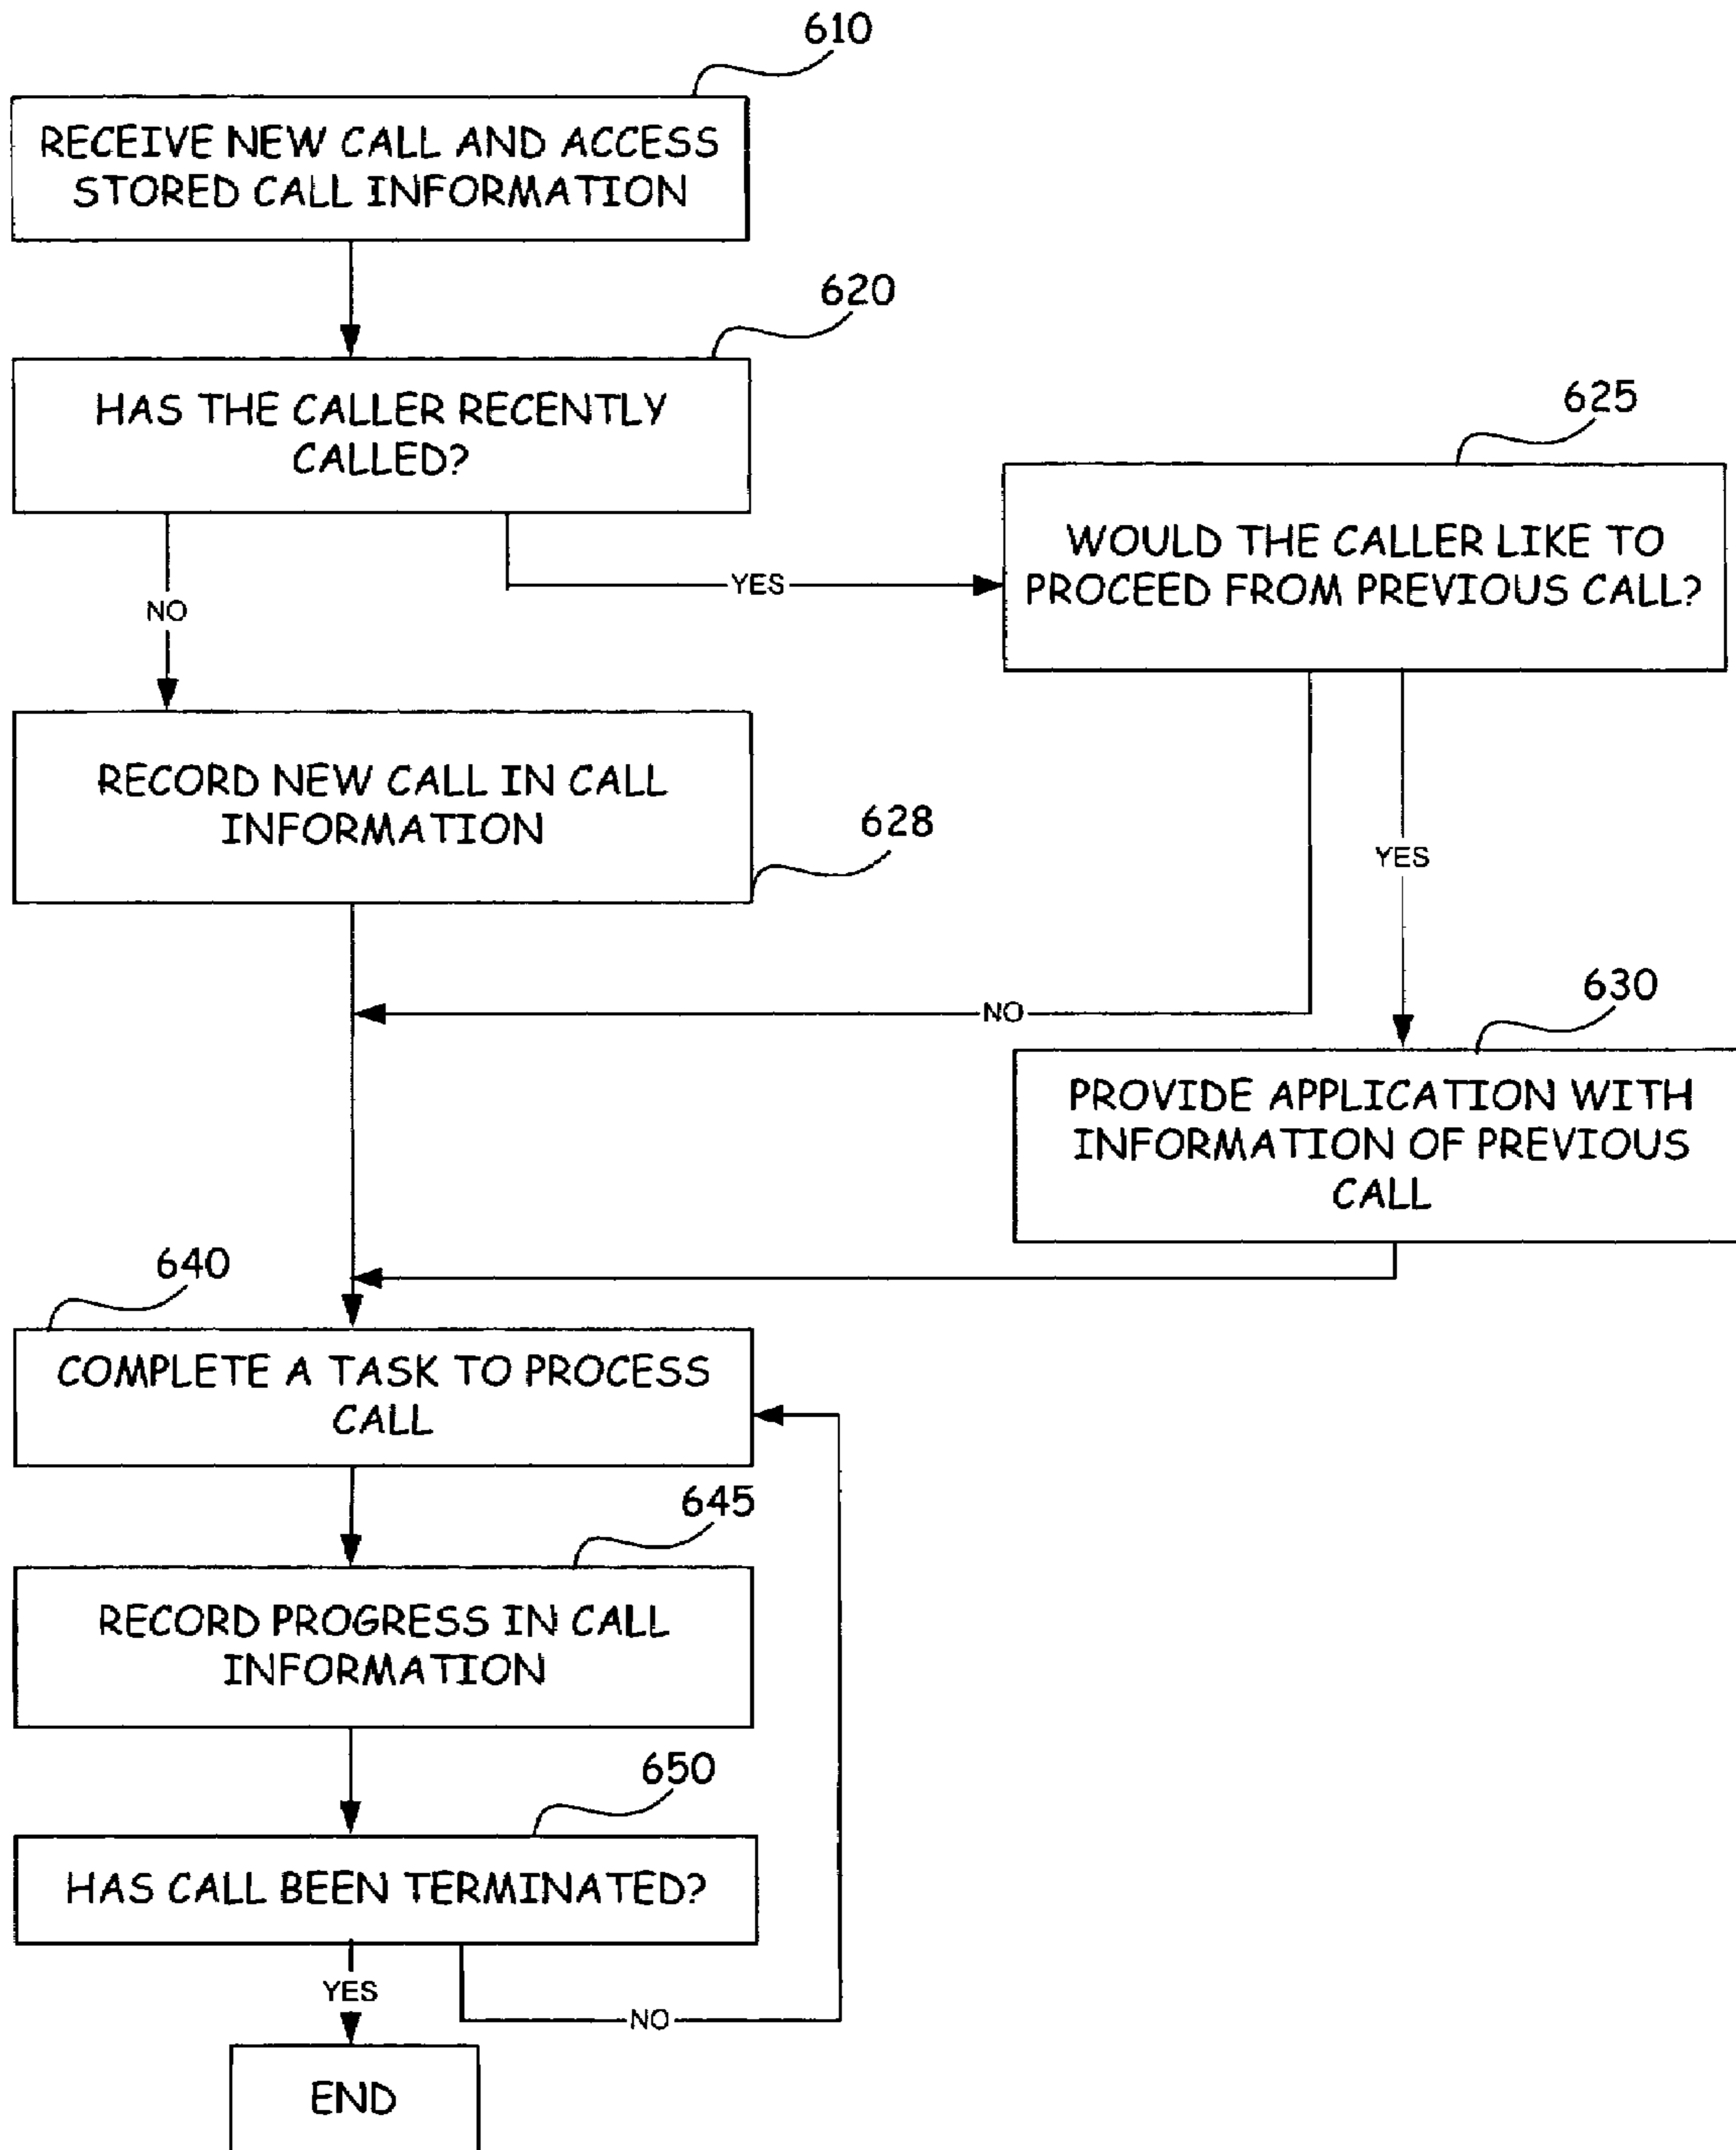 610
RECEIVE NEW CALL AND ACCESS
STORED CALL INFORMATION
620
HAS THE CALLER RECENTLY
CALLED?
625
WOULD THE CALLER LIKE TO
PROCEED FROM PREVIOUS CALL?
YES
NO
RECORD NEW CALL IN CALL
INFORMATION
628
YES
NO
630
PROVIDE APPLICATION WITH
INFORMATION OF PREVIOUS
CALL
640
COMPLETE A TASK TO PROCESS
CALL
645
RECORD PROGRESS IN CALL
INFORMATION
650
HAS CALL BEEN TERMINATED?
YES
NO
END